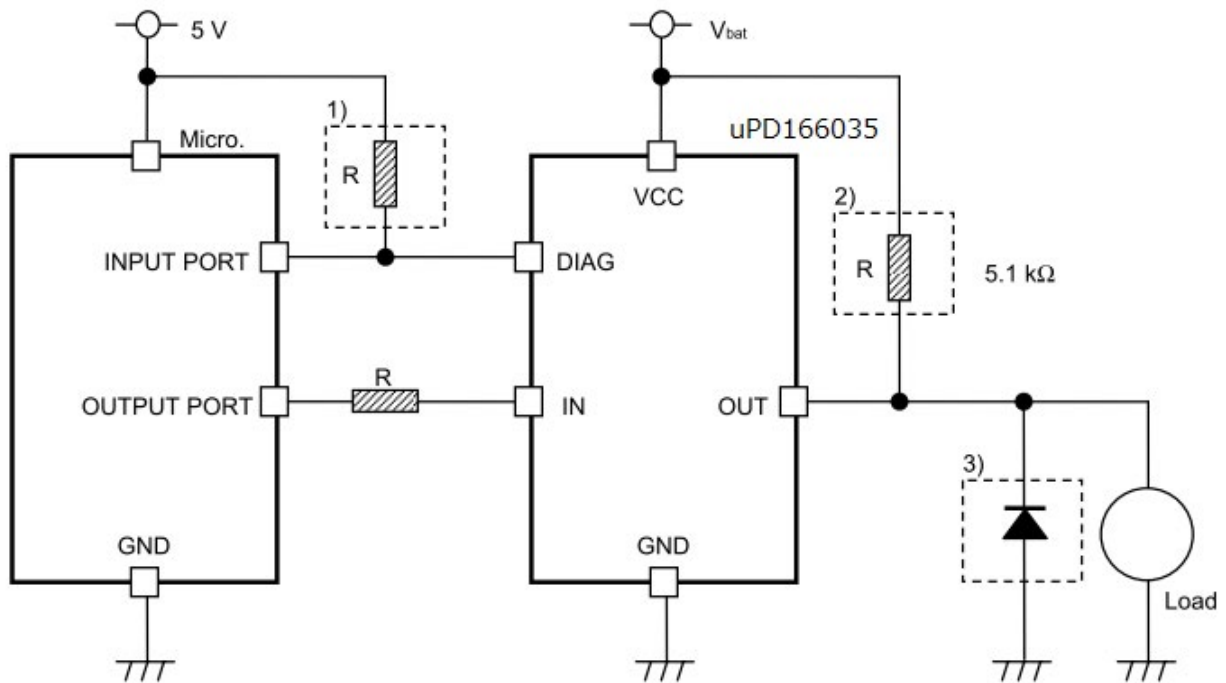 5 V
V bat
1)
Micro.
uPD166035
R
VCC
2)
INPUT PORT
DIAG
R
5.1 kΩ
R
OUTPUT PORT
IN
OUT
3)
GND
GND
Load